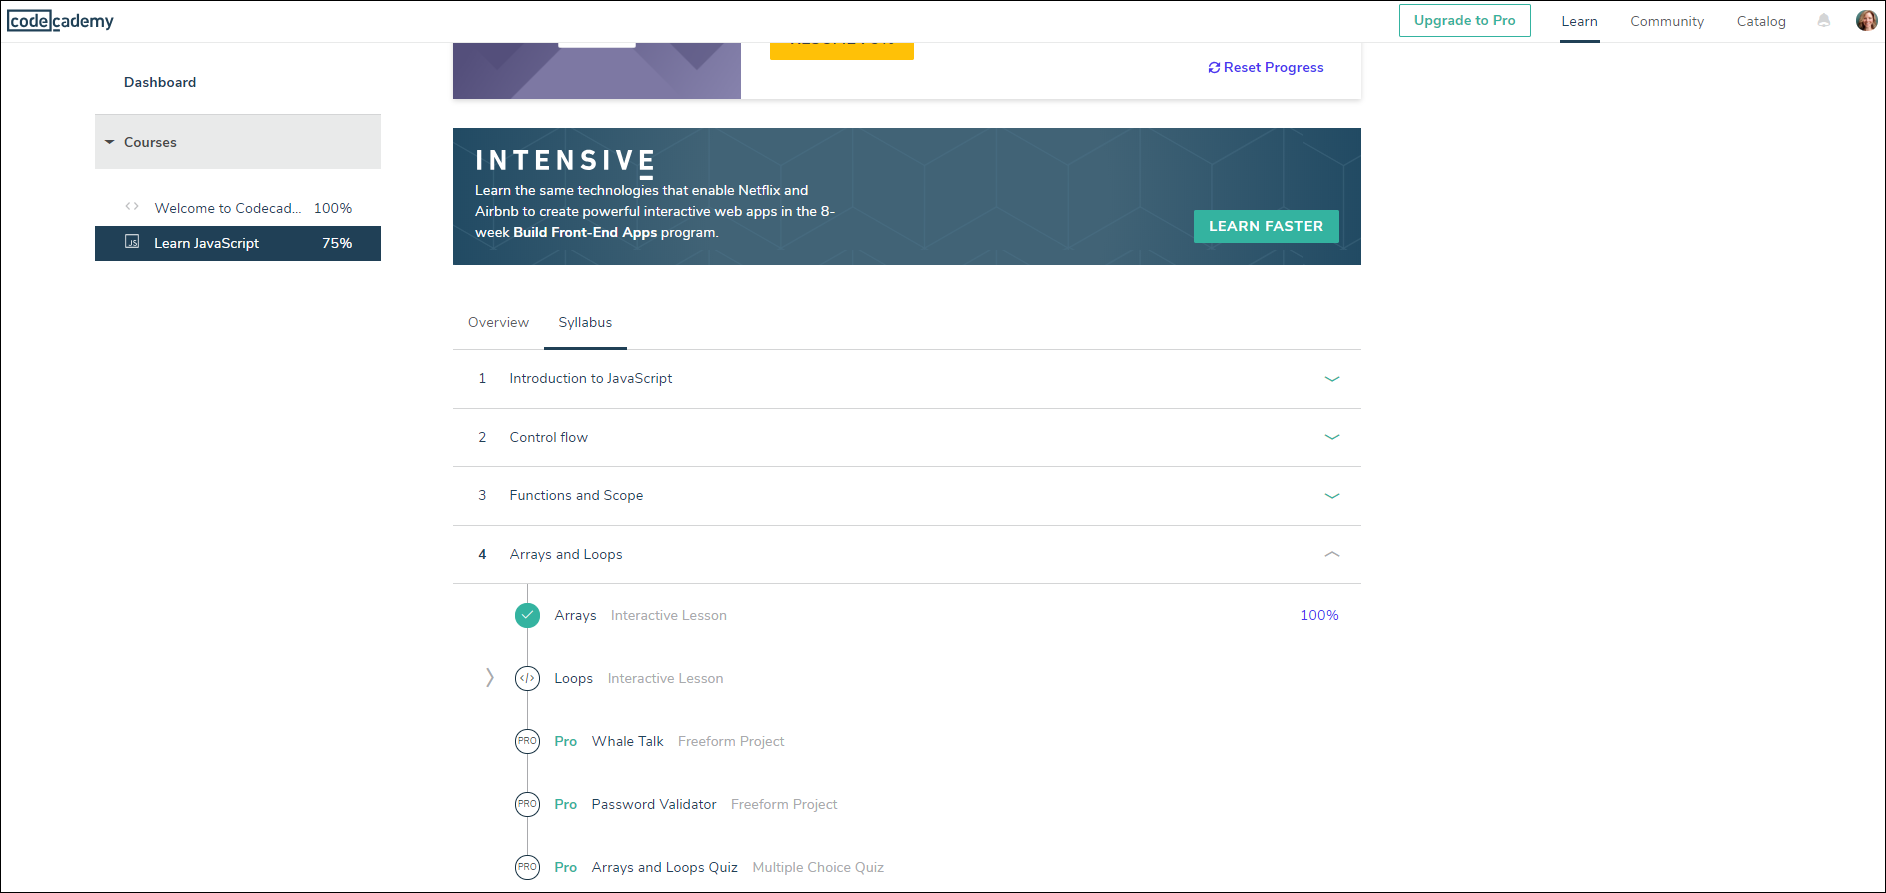 codecademy
Upgrade to Pro
Learn
Community
Catalog
Dashboard
Courses
Welcome to Codecad... 100%
Learn JavaScript 75%
Reset Progress
INTENSIVE
Learn the same technologies that enable Netflix and
Airbnb to create powerful interactive web apps in the 8-
week Build Front-End Apps program.
LEARN FASTER
Overview
Syllabus
1 Introduction to JavaScript
2 Control flow
3 Functions and Scope
4 Arrays and Loops
Arrays Interactive Lesson 100%
</> Loops Interactive Lesson
PRO Pro Whale Talk Freeform Project
PRO Pro Password Validator Freeform Project
PRO Pro Arrays and Loops Quiz Multiple Choice Quiz